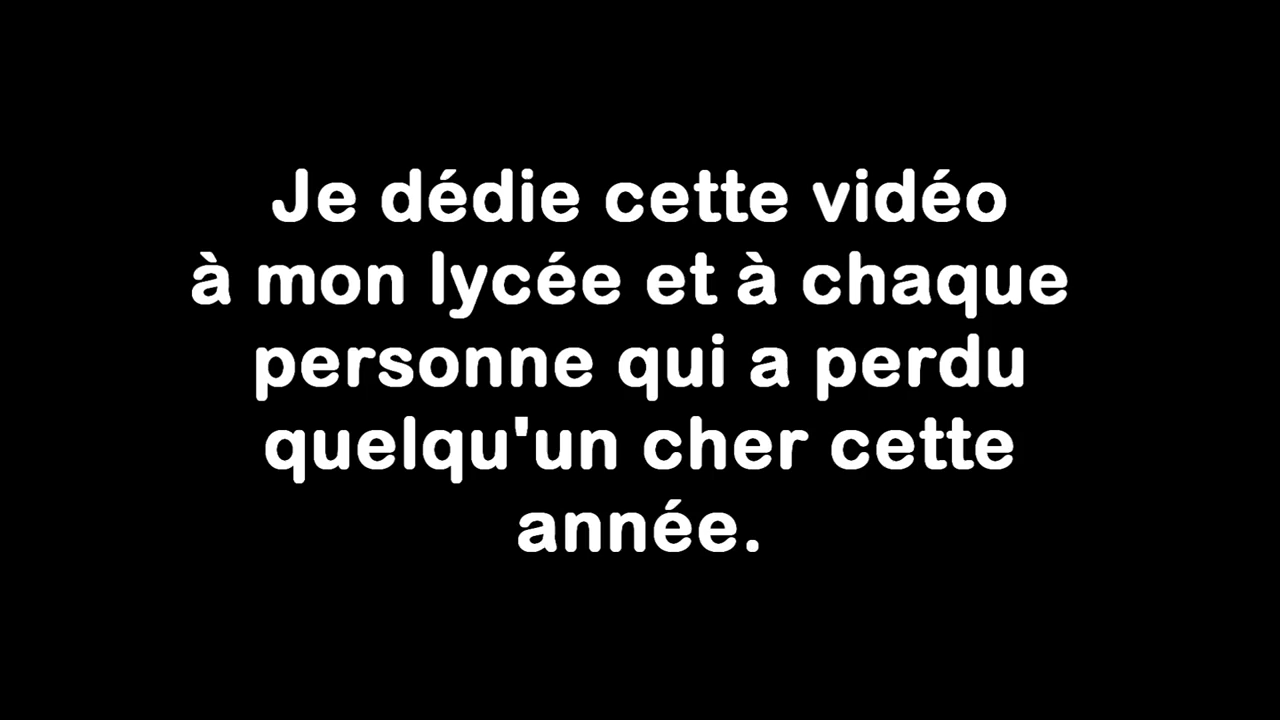 Je dédie cette vidéo
à mon lycée et à chaque
personne qui a perdu
quelqu'un cher cette
année.